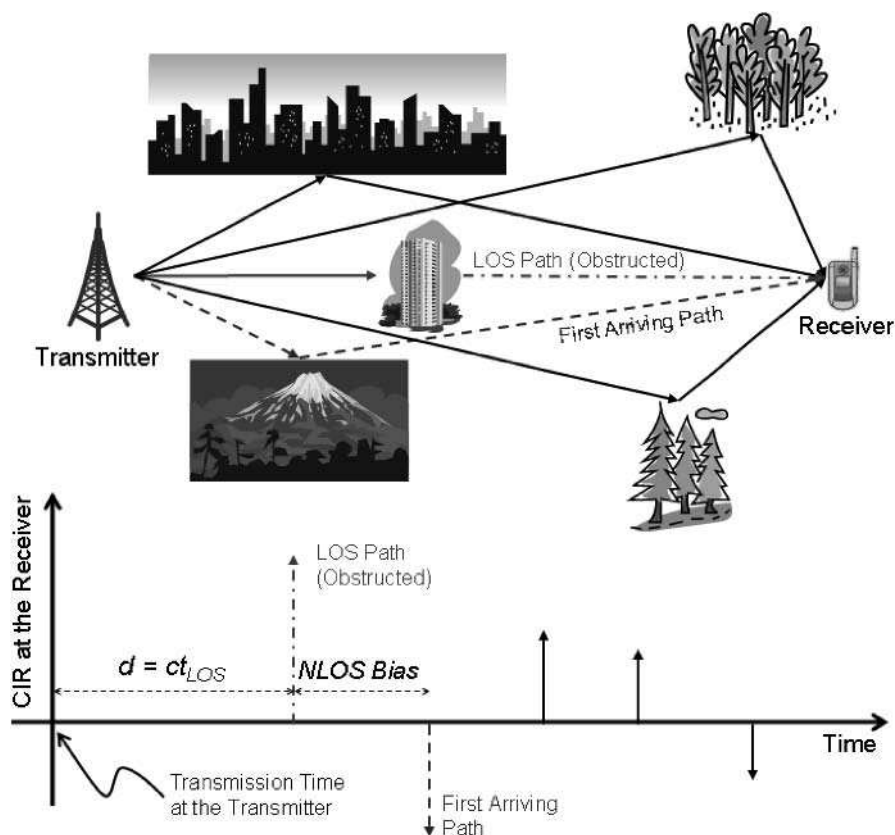 LOS Path (Obstructed)
First Arriving Path
Transmitter
Receiver
CIR at the Receiver
LOS Path
(Obstructed)
d = ct_LOS
NLOS Bias
Time
Transmission Time
at the Transmitter
First Arriving
Path